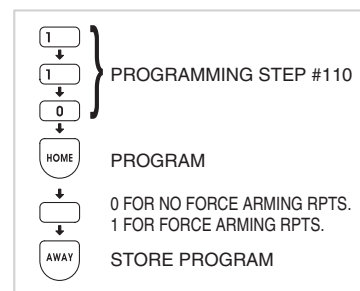 1
1 PROGRAMMING STEP #110
0
HOME PROGRAM
0 FOR NO FORCE ARMING RPTS.
1 FOR FORCE ARMING RPTS.
AWAY STORE PROGRAM